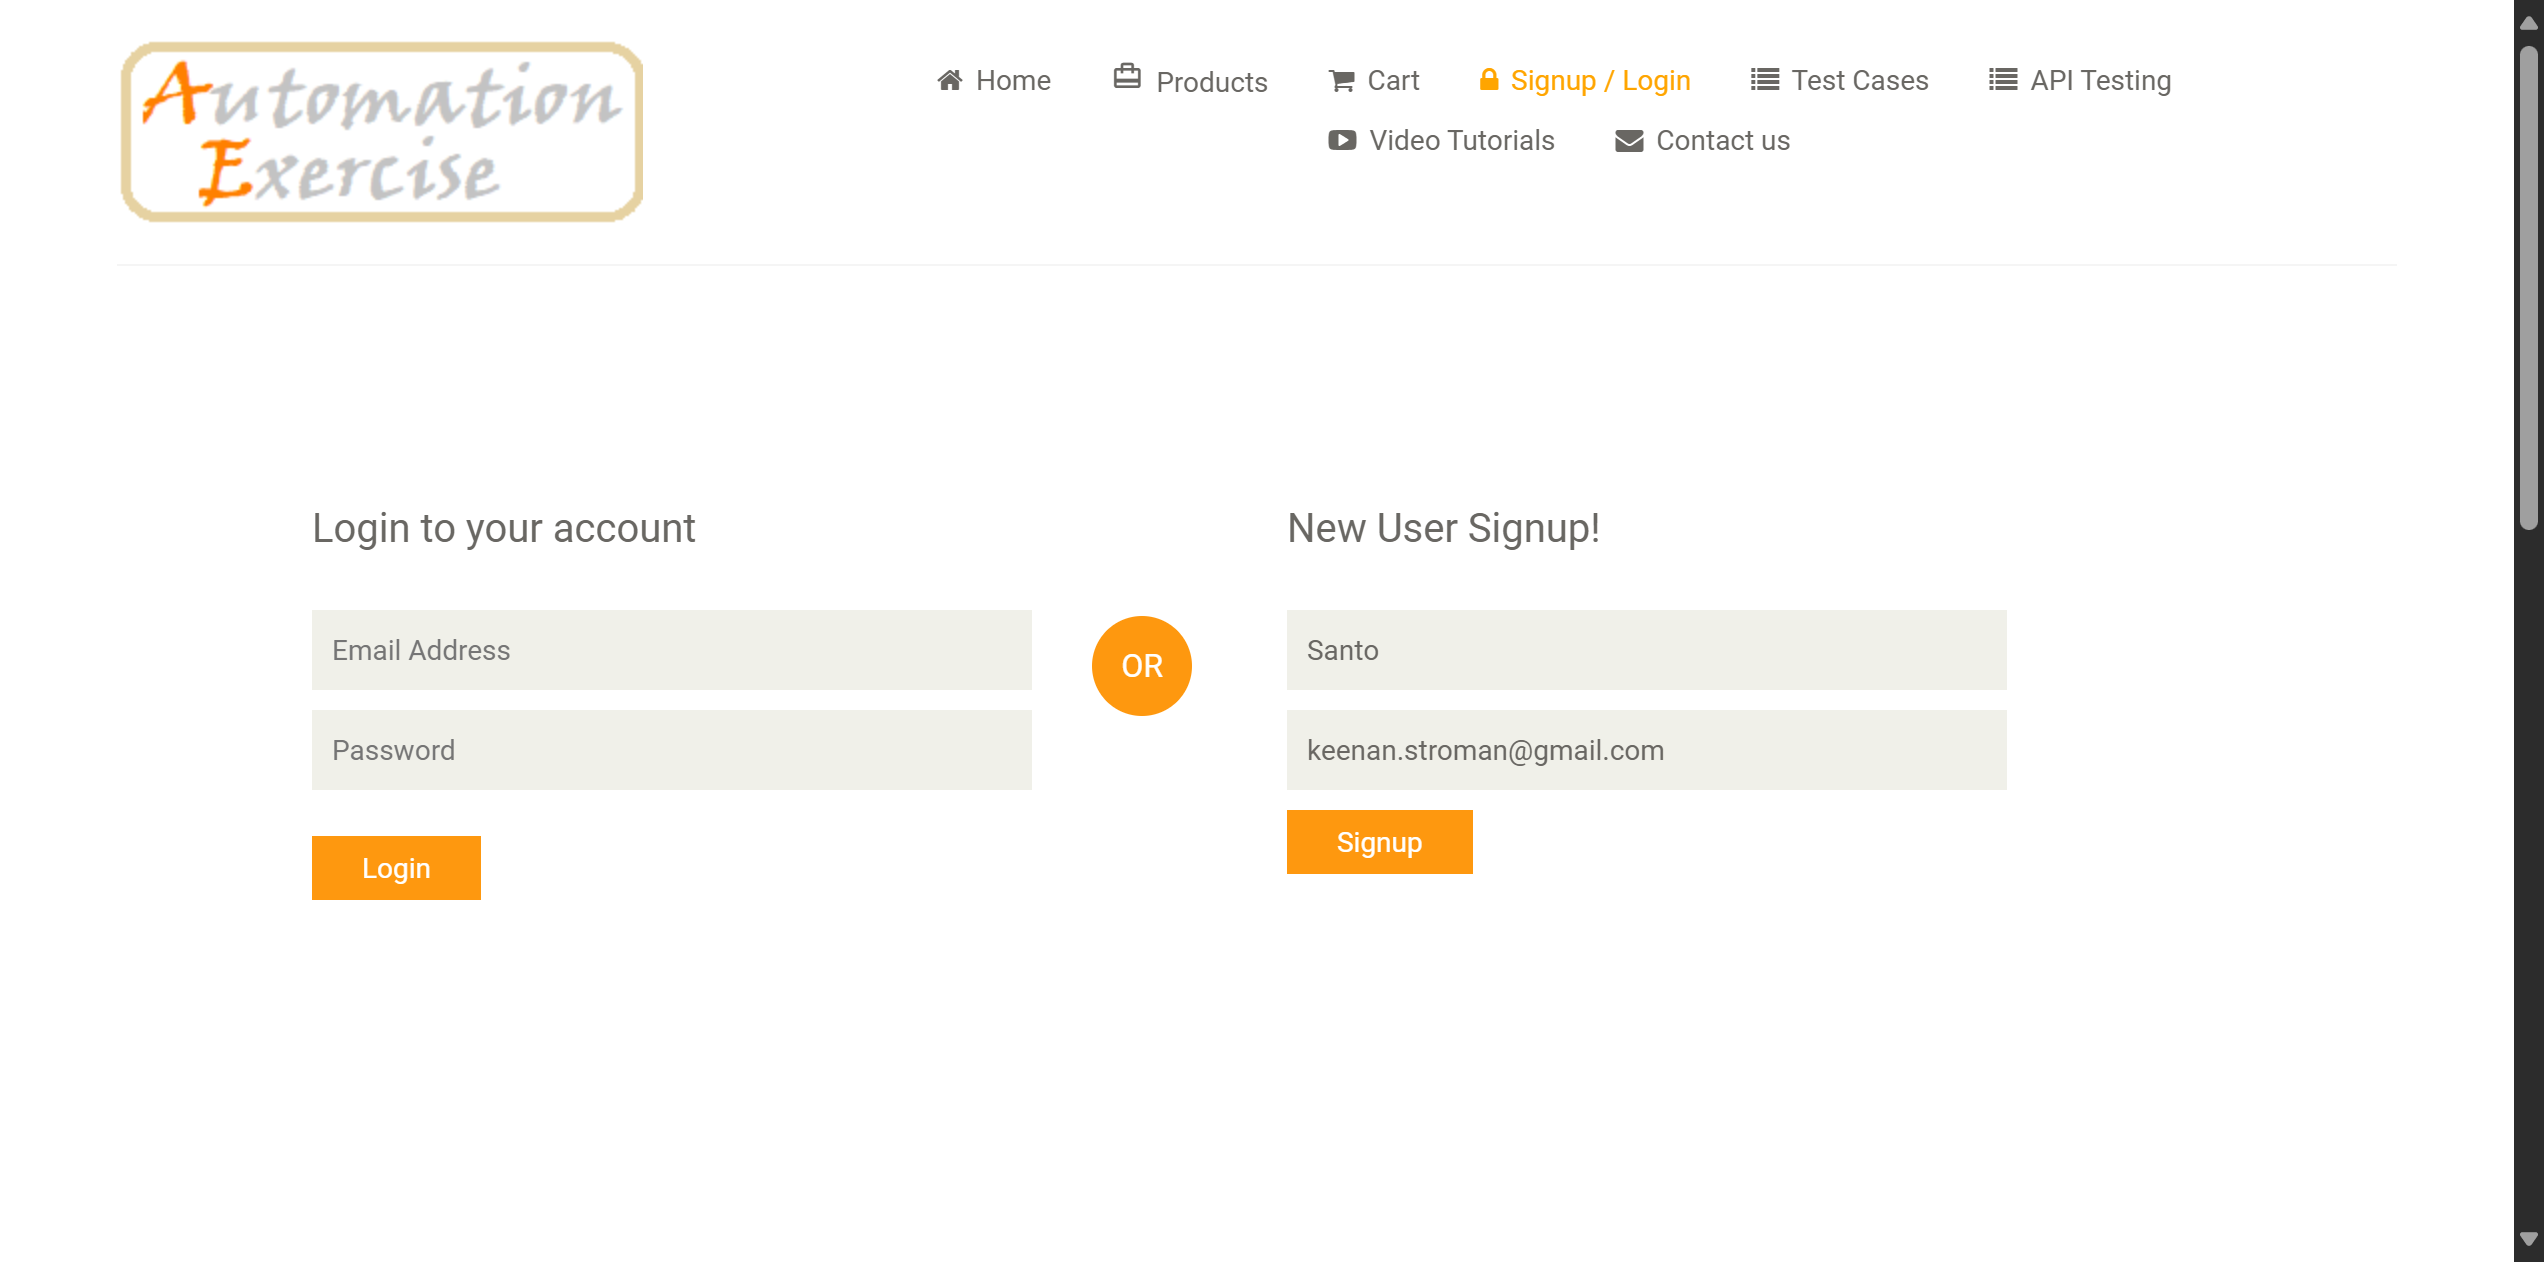 Automation
Exercise
Home
Products
Cart
Signup / Login
Test Cases
API Testing
Video Tutorials
Contact us
Login to your account
Email Address
Password
Login
OR
New User Signup!
Santo
keenan.stroman@gmail.com
Signup